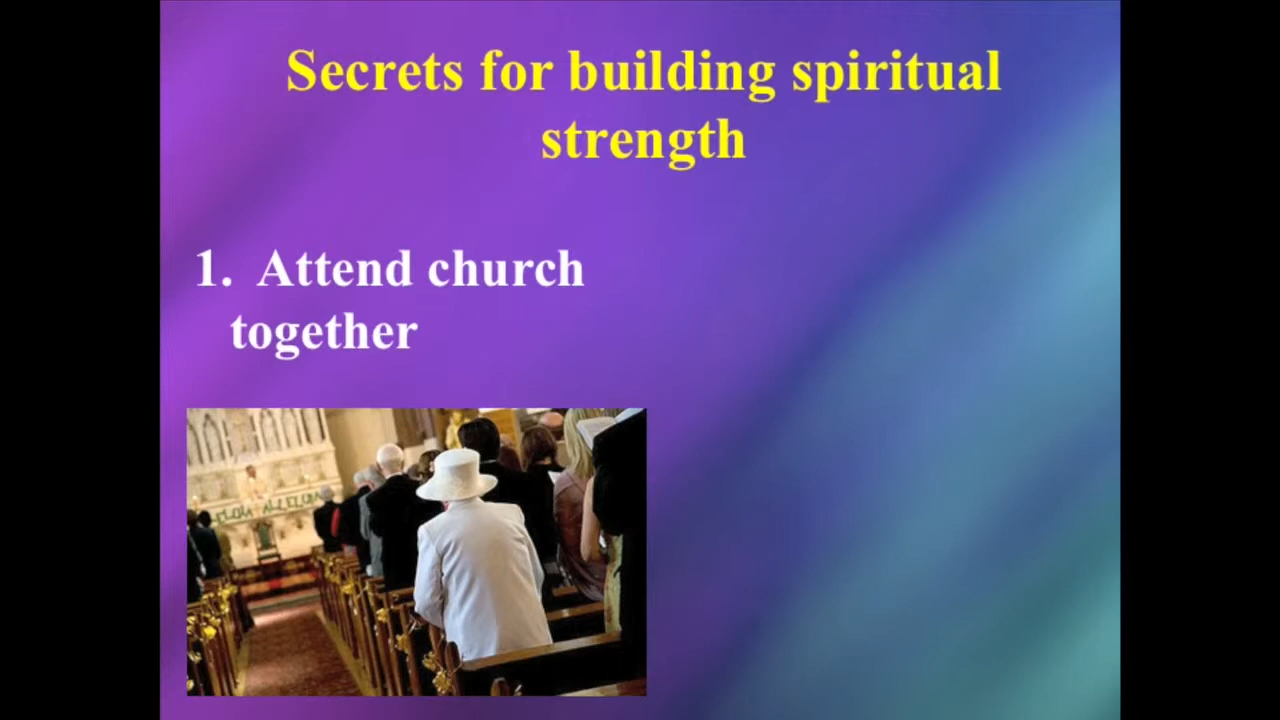 Secrets for building spiritual
strength
1. Attend church
together